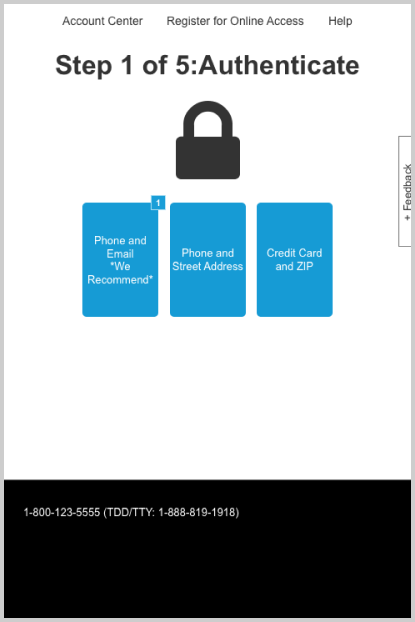 Account Center Register for Online Access Help
Step 1 of 5:Authenticate
+ Feedback
1
Phone and
Email
*We
Recommend*
Phone and
Street Address
Credit Card
and ZIP
1-800-123-5555 (TDD/TTY: 1-888-819-1918)